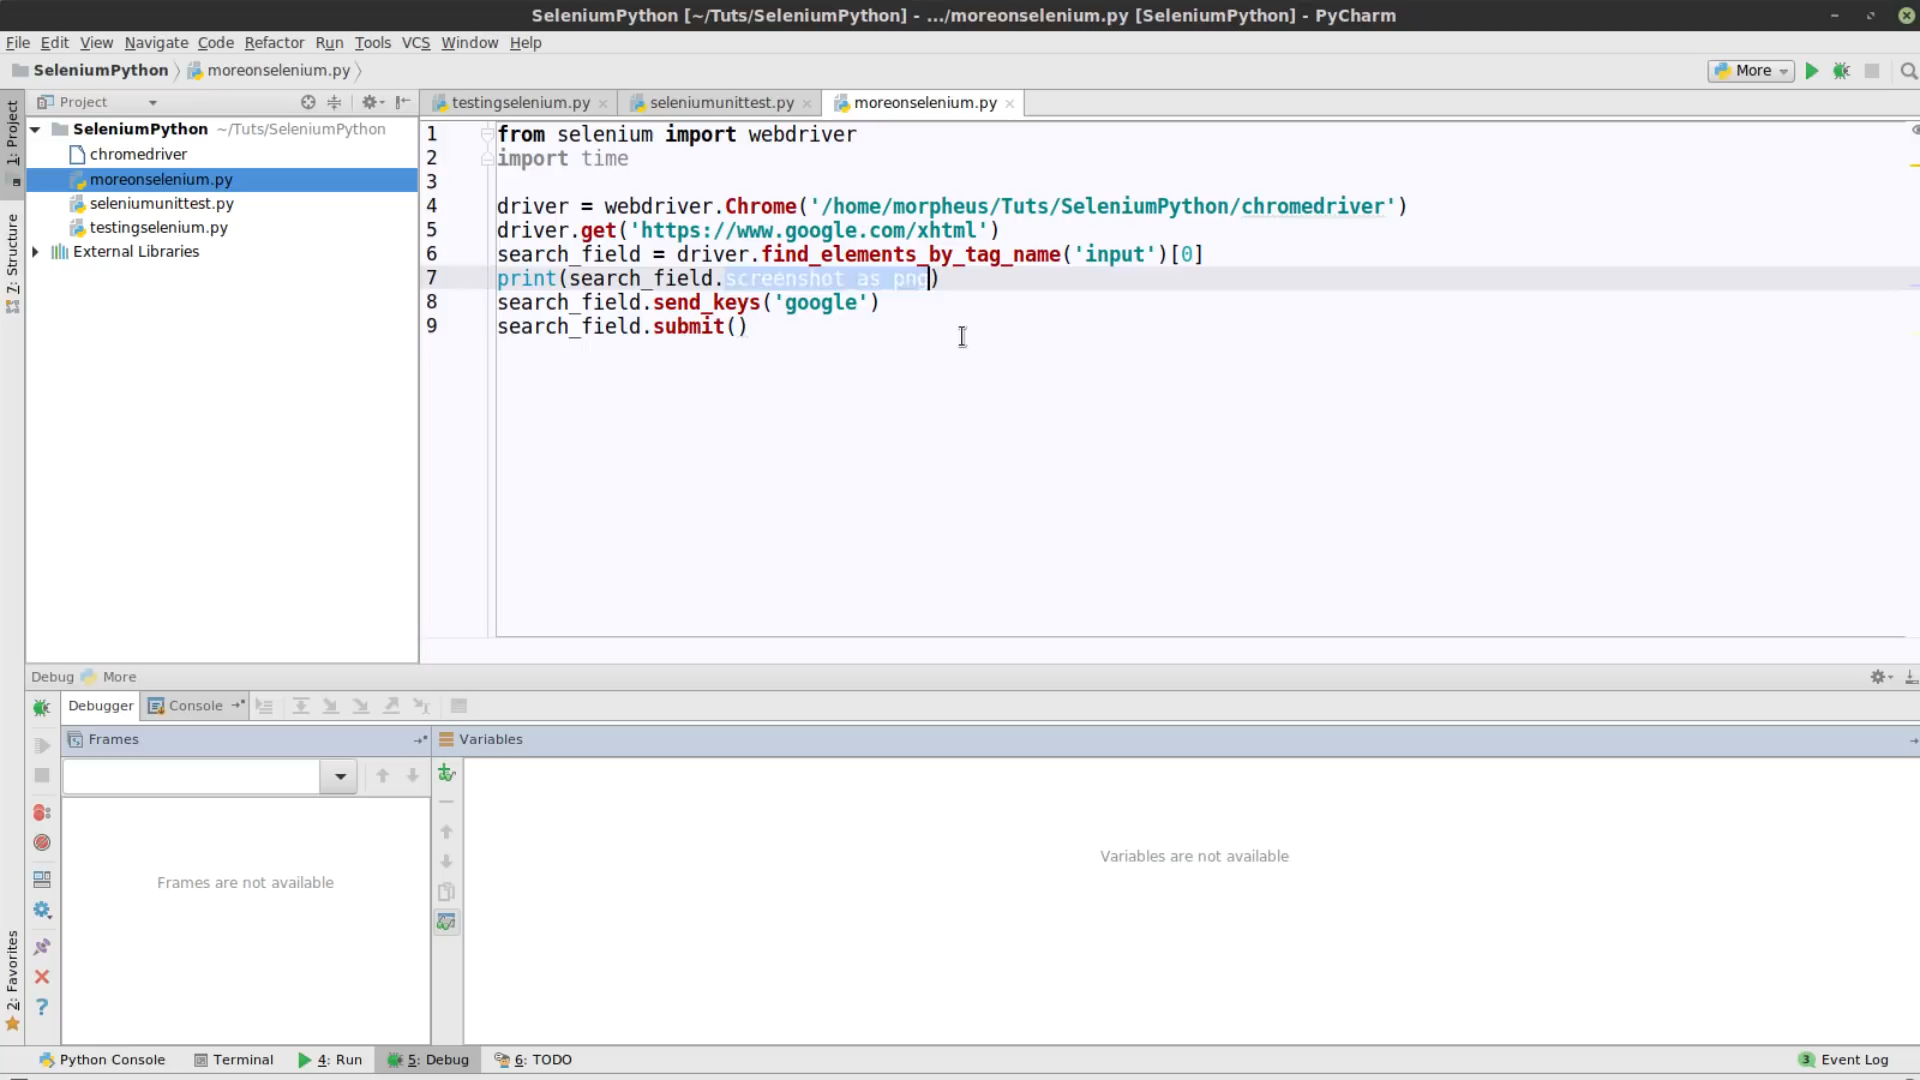 SeleniumPython [~/Tuts/SeleniumPython] - .../moreonselenium.py [SeleniumPython] - PyCharm
File Edit View Navigate Code Refactor Run Tools VCS Window Help
SeleniumPython moreonselenium.py More
1: Project
7: Structure
2: Favorites
Project
SeleniumPython ~/Tuts/SeleniumPython
chromedriver
moreonselenium.py
seleniumunittest.py
testingselenium.py
External Libraries
testingselenium.py seleniumunittest.py moreonselenium.py
1 from selenium import webdriver
2 import time
3
4 driver = webdriver.Chrome('/home/morpheus/Tuts/SeleniumPython/chromedriver')
5 driver.get('https://www.google.com/xhtml')
6 search_field = driver.find_elements_by_tag_name('input')[0]
7 print(search_field.screenshot_as_png)
8 search_field.send_keys('google')
9 search_field.submit()
Debug More
Debugger Console
Frames
Variables
Frames are not available
Variables are not available
Python Console Terminal 4: Run 5: Debug 6: TODO 3 Event Log